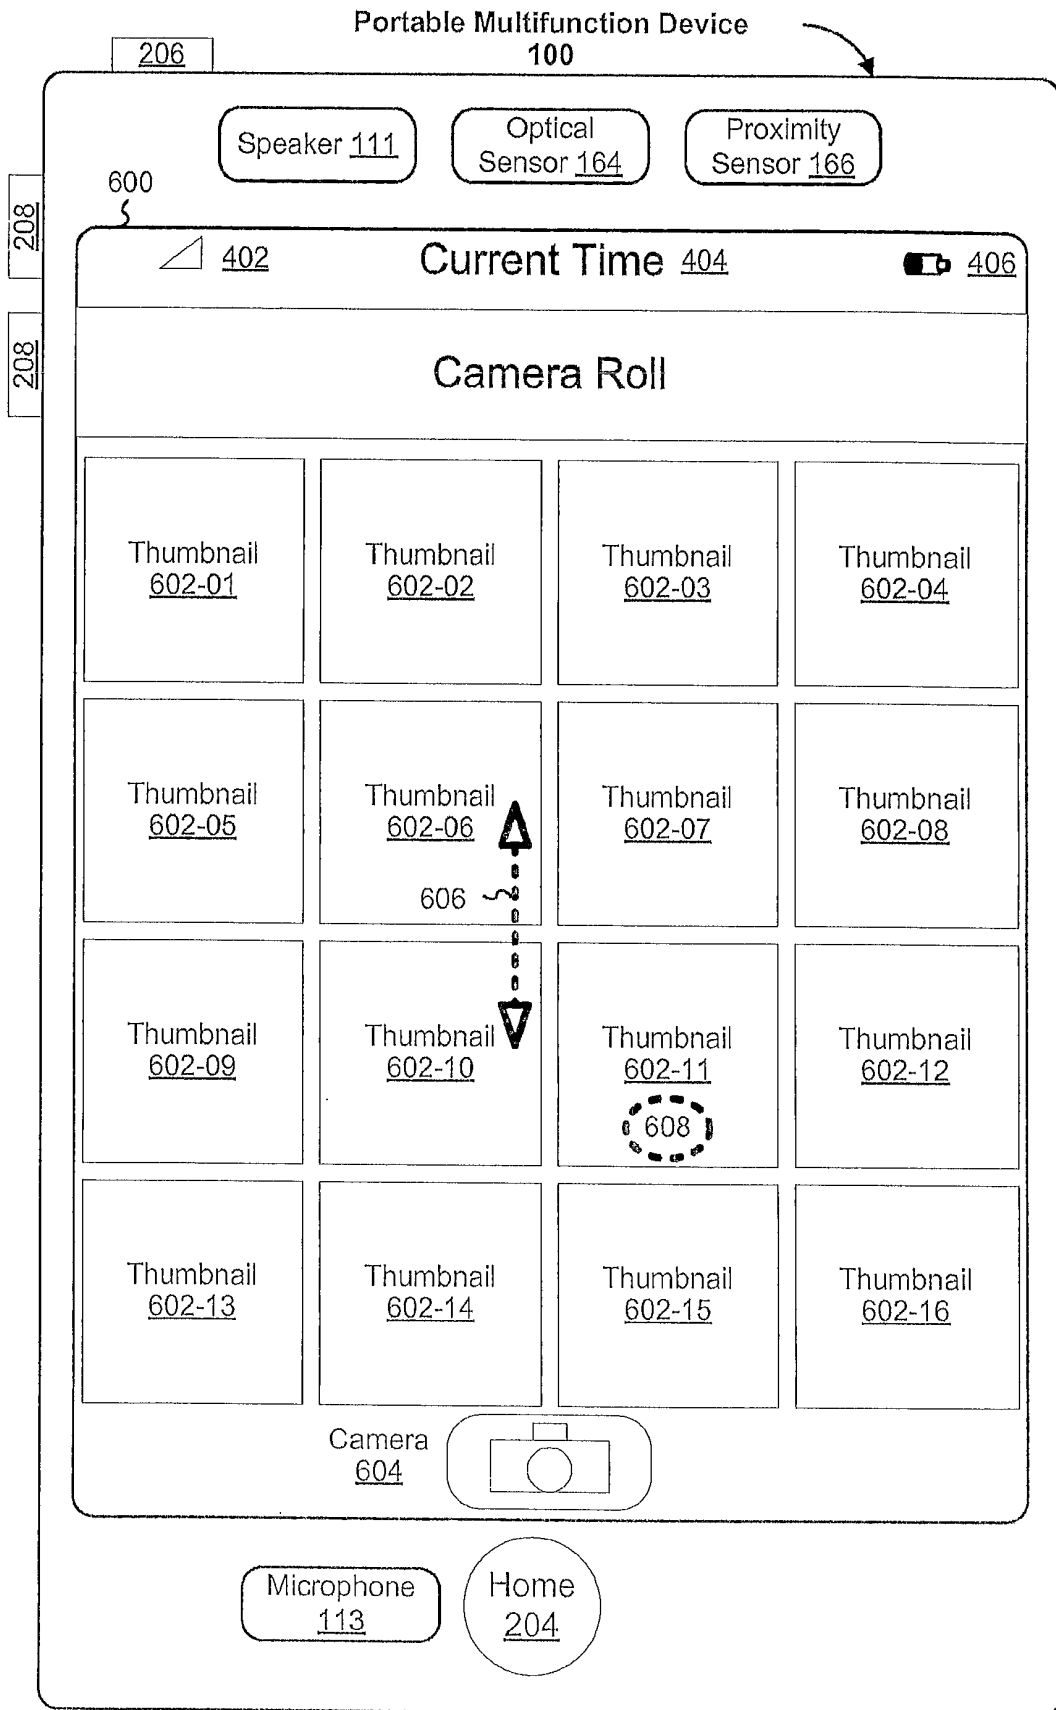 Portable Multifunction Device
100
206
Speaker 111
Optical
Sensor 164
Proximity
Sensor 166
600
208
208
402
Current Time 404
406
Camera Roll
Thumbnail
602-01
Thumbnail
602-02
Thumbnail
602-03
Thumbnail
602-04
Thumbnail
602-05
Thumbnail
602-06
Thumbnail
602-07
Thumbnail
602-08
606
Thumbnail
602-09
Thumbnail
602-10
Thumbnail
602-11
608
Thumbnail
602-12
Thumbnail
602-13
Thumbnail
602-14
Thumbnail
602-15
Thumbnail
602-16
Camera
604
Microphone
113
Home
204